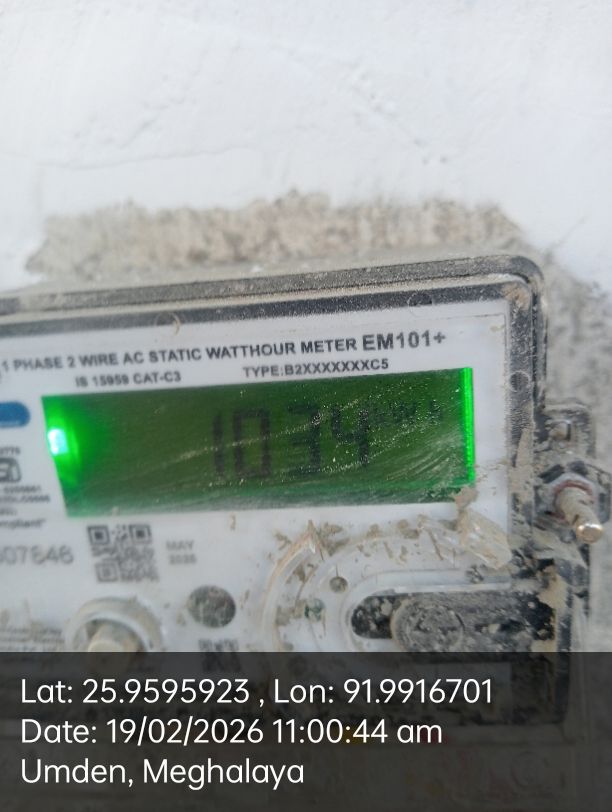 1 PHASE 2 WIRE AC STATIC WATTHOUR METER EM101+
IS 15959 CAT-C3 TYPE:B2XXXXXXXC5
1034
07646
MAY
Lat: 25.9595923 , Lon: 91.9916701
Date: 19/02/2026 11:00:44 am
Umden, Meghalaya